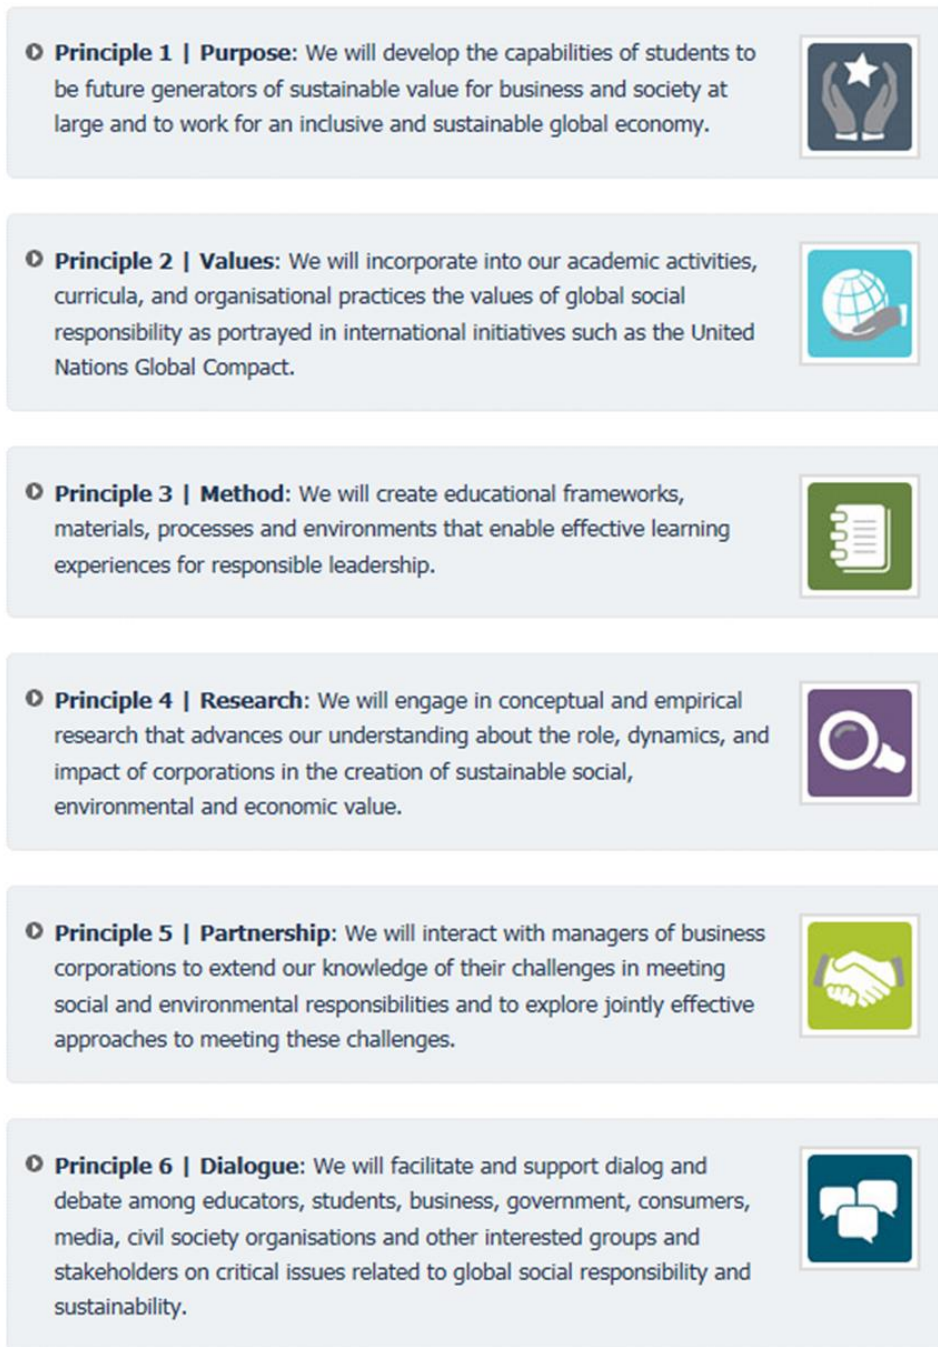 Principle 1 | Purpose: We will develop the capabilities of students to
be future generators of sustainable value for business and society at
large and to work for an inclusive and sustainable global economy.
Principle 2 | Values: We will incorporate into our academic activities,
curricula, and organisational practices the values of global social
responsibility as portrayed in international initiatives such as the United
Nations Global Compact.
Principle 3 | Method: We will create educational frameworks,
materials, processes and environments that enable effective learning
experiences for responsible leadership.
Principle 4 | Research: We will engage in conceptual and empirical
research that advances our understanding about the role, dynamics, and
impact of corporations in the creation of sustainable social,
environmental and economic value.
Principle 5 | Partnership: We will interact with managers of business
corporations to extend our knowledge of their challenges in meeting
social and environmental responsibilities and to explore jointly effective
approaches to meeting these challenges.
Principle 6 | Dialogue: We will facilitate and support dialog and
debate among educators, students, business, government, consumers,
media, civil society organisations and other interested groups and
stakeholders on critical issues related to global social responsibility and
sustainability.